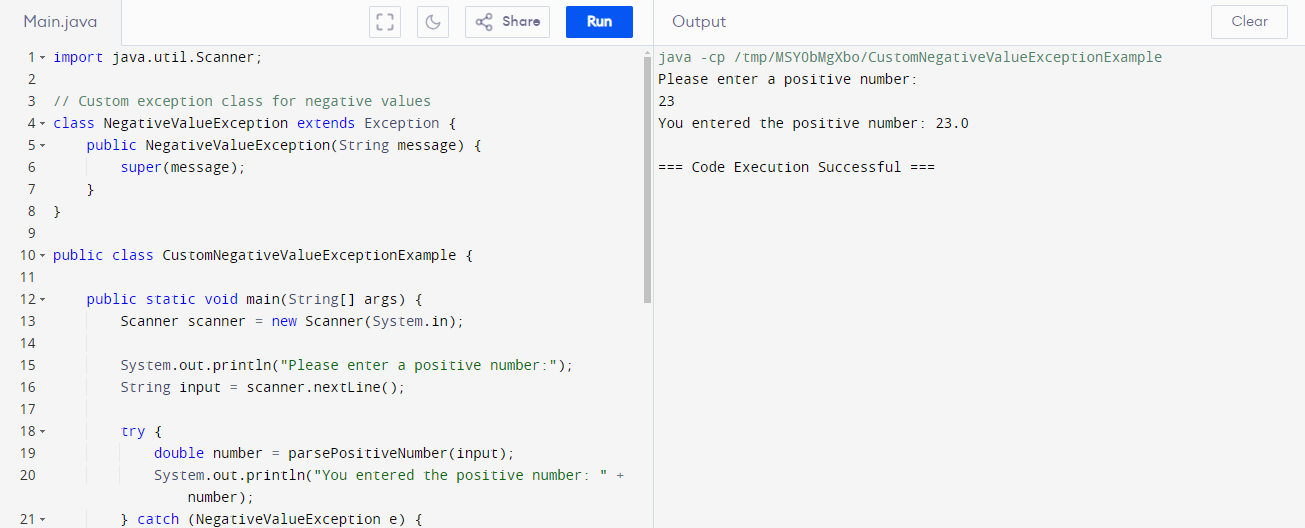 Main.java
Share
Run
Output
Clear
1 import java.util.Scanner;
2
3 // Custom exception class for negative values
4 class NegativeValueException extends Exception {
5     public NegativeValueException(String message) {
6         super(message);
7     }
8 }
9
10 public class CustomNegativeValueExceptionExample {
11
12     public static void main(String[] args) {
13         Scanner scanner = new Scanner(System.in);
14
15         System.out.println("Please enter a positive number:");
16         String input = scanner.nextLine();
17
18         try {
19             double number = parsePositiveNumber(input);
20             System.out.println("You entered the positive number: " +
                number);
21         } catch (NegativeValueException e) {
java -cp /tmp/MSYObMgXbo/CustomNegativeValueExceptionExample
Please enter a positive number:
23
You entered the positive number: 23.0
=== Code Execution Successful ===